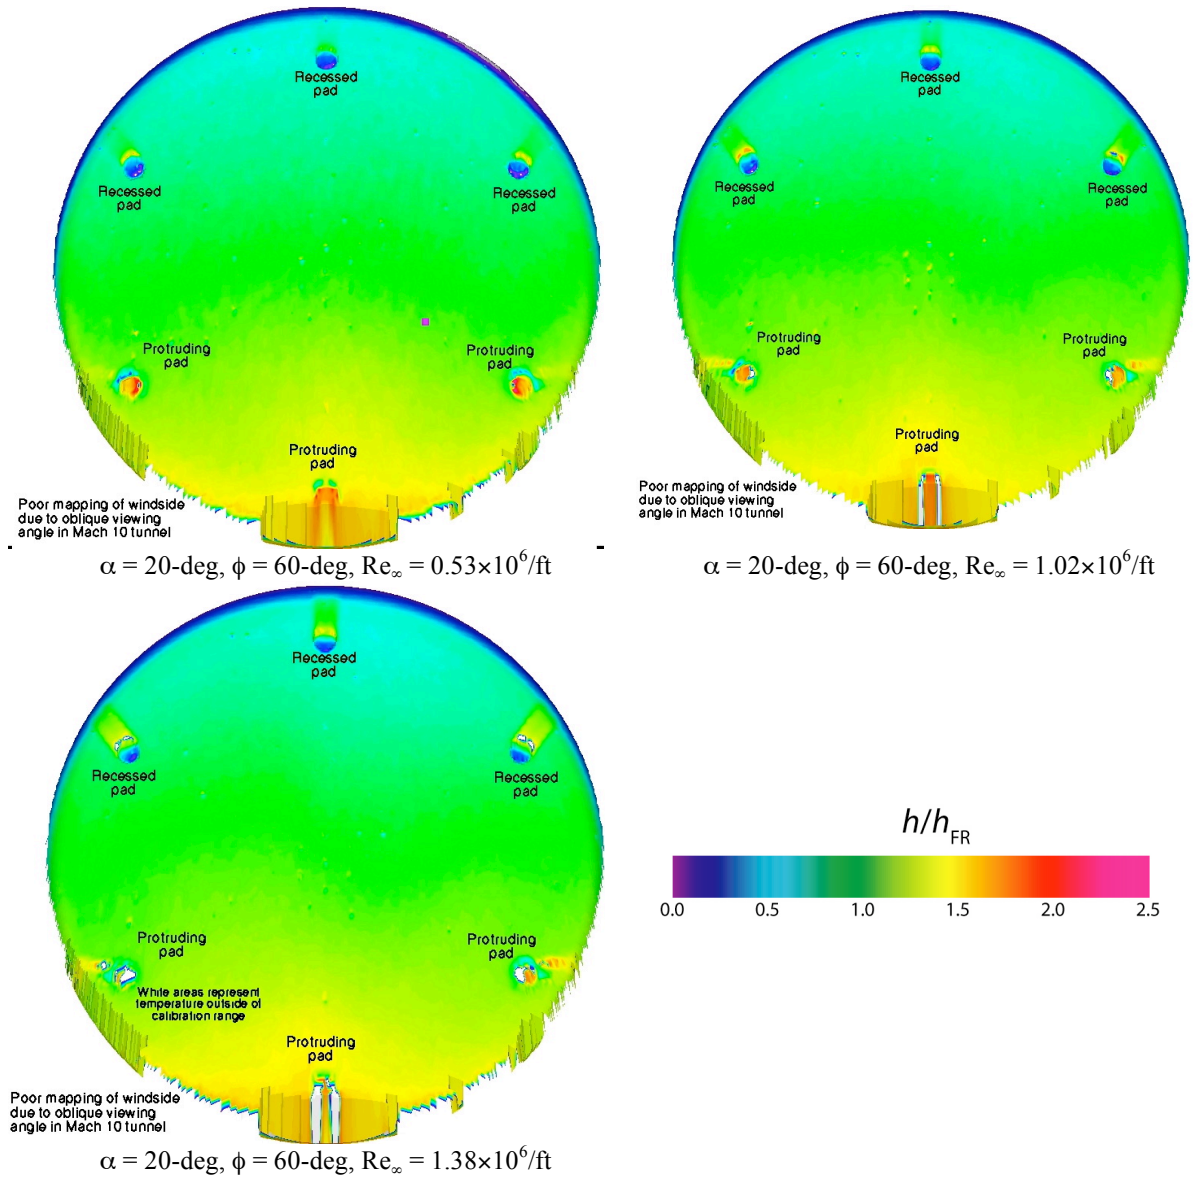 Recessed
pad
Recessed
pad
Recessed
pad
Protruding
pad
Protruding
pad
Protruding
pad
Poor mapping of windside
due to oblique viewing
angle in Mach 10 tunnel
α = 20-deg, ϕ = 60-deg, Re∞ = 0.53×10⁶/ft
Recessed
pad
Recessed
pad
Recessed
pad
Protruding
pad
Protruding
pad
Protruding
pad
Poor mapping of windside
due to oblique viewing
angle in Mach 10 tunnel
α = 20-deg, ϕ = 60-deg, Re∞ = 1.02×10⁶/ft
Recessed
pad
Recessed
pad
Recessed
pad
Protruding
pad
Protruding
pad
White areas represent
temperature outside of
calibration range
Protruding
pad
Poor mapping of windside
due to oblique viewing
angle in Mach 10 tunnel
α = 20-deg, ϕ = 60-deg, Re∞ = 1.38×10⁶/ft
h/hFR
0.0 0.5 1.0 1.5 2.0 2.5